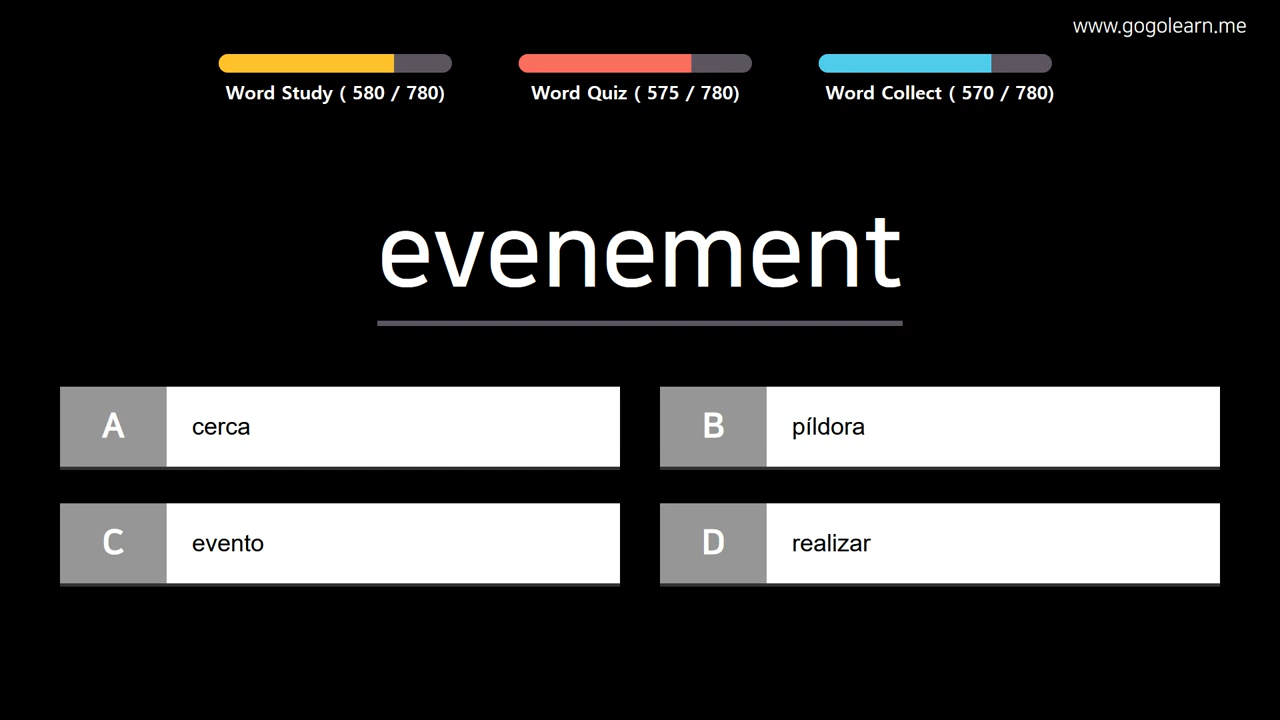 www.gogolearn.me
Word Study ( 580 / 780)
Word Quiz ( 575 / 780)
Word Collect ( 570 / 780)
evenement
A cerca
B píldora
C evento
D realizar